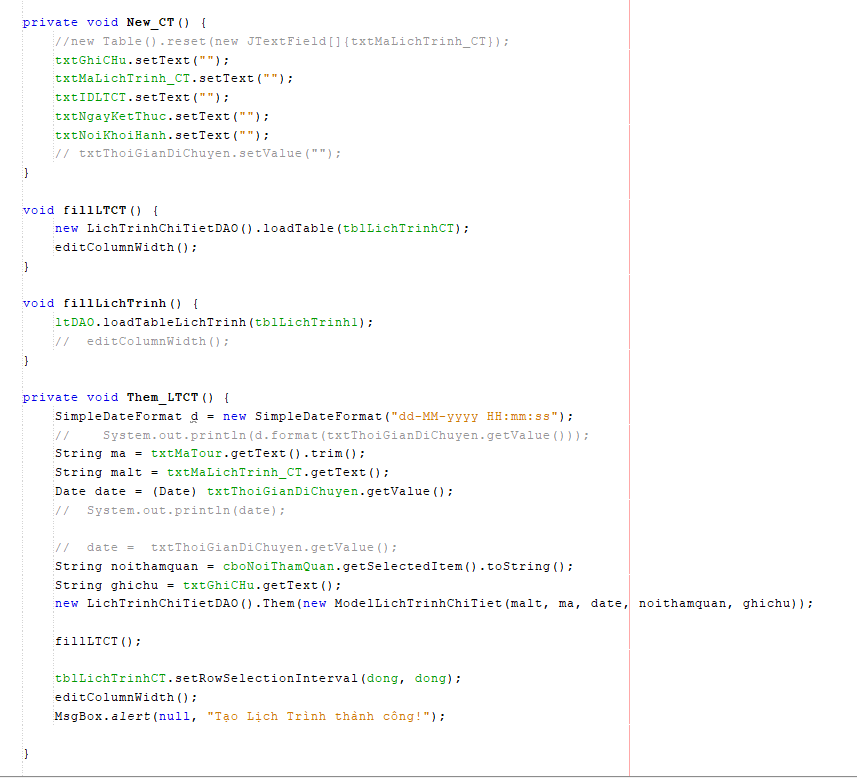 private void New_CT() {
//new Table().reset(new JTextField[]{txtMaLichTrinh_CT});
txtGhiCHu.setText("");
txtMaLichTrinh_CT.setText("");
txtIDLTCT.setText("");
txtNgayKetThuc.setText("");
txtNoiKhoiHanh.setText("");
// txtThoiGianDiChuyen.setValue("");
}
void fillLTCT() {
new LichTrinhChiTietDAO().loadTable(tblLichTrinhCT);
editColumnWidth();
}
void fillLichTrinh() {
ltDAO.loadTableLichTrinh(tblLichTrinh1);
//  editColumnWidth();
}
private void Them_LTCT() {
SimpleDateFormat d = new SimpleDateFormat("dd-MM-yyyy HH:mm:ss");
//    System.out.println(d.format(txtThoiGianDiChuyen.getValue()));
String ma = txtMaTour.getText().trim();
String malt = txtMaLichTrinh_CT.getText();
Date date = (Date) txtThoiGianDiChuyen.getValue();
//  System.out.println(date);
//  date =  txtThoiGianDiChuyen.getValue();
String noithamquan = cboNoiThamQuan.getSelectedItem().toString();
String ghichu = txtGhiCHu.getText();
new LichTrinhChiTietDAO().Them(new ModelLichTrinhChiTiet(malt, ma, date, noithamquan, ghichu));
fillLTCT();
tblLichTrinhCT.setRowSelectionInterval(dong, dong);
editColumnWidth();
MsgBox.alert(null, "Tạo Lịch Trình thành công!");
}